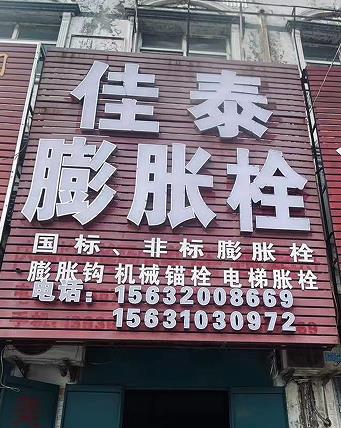 佳泰
膨胀栓
国标、非标膨胀栓
膨胀钩 机械锚栓 电梯胀栓
电话：15632008669
15631030972